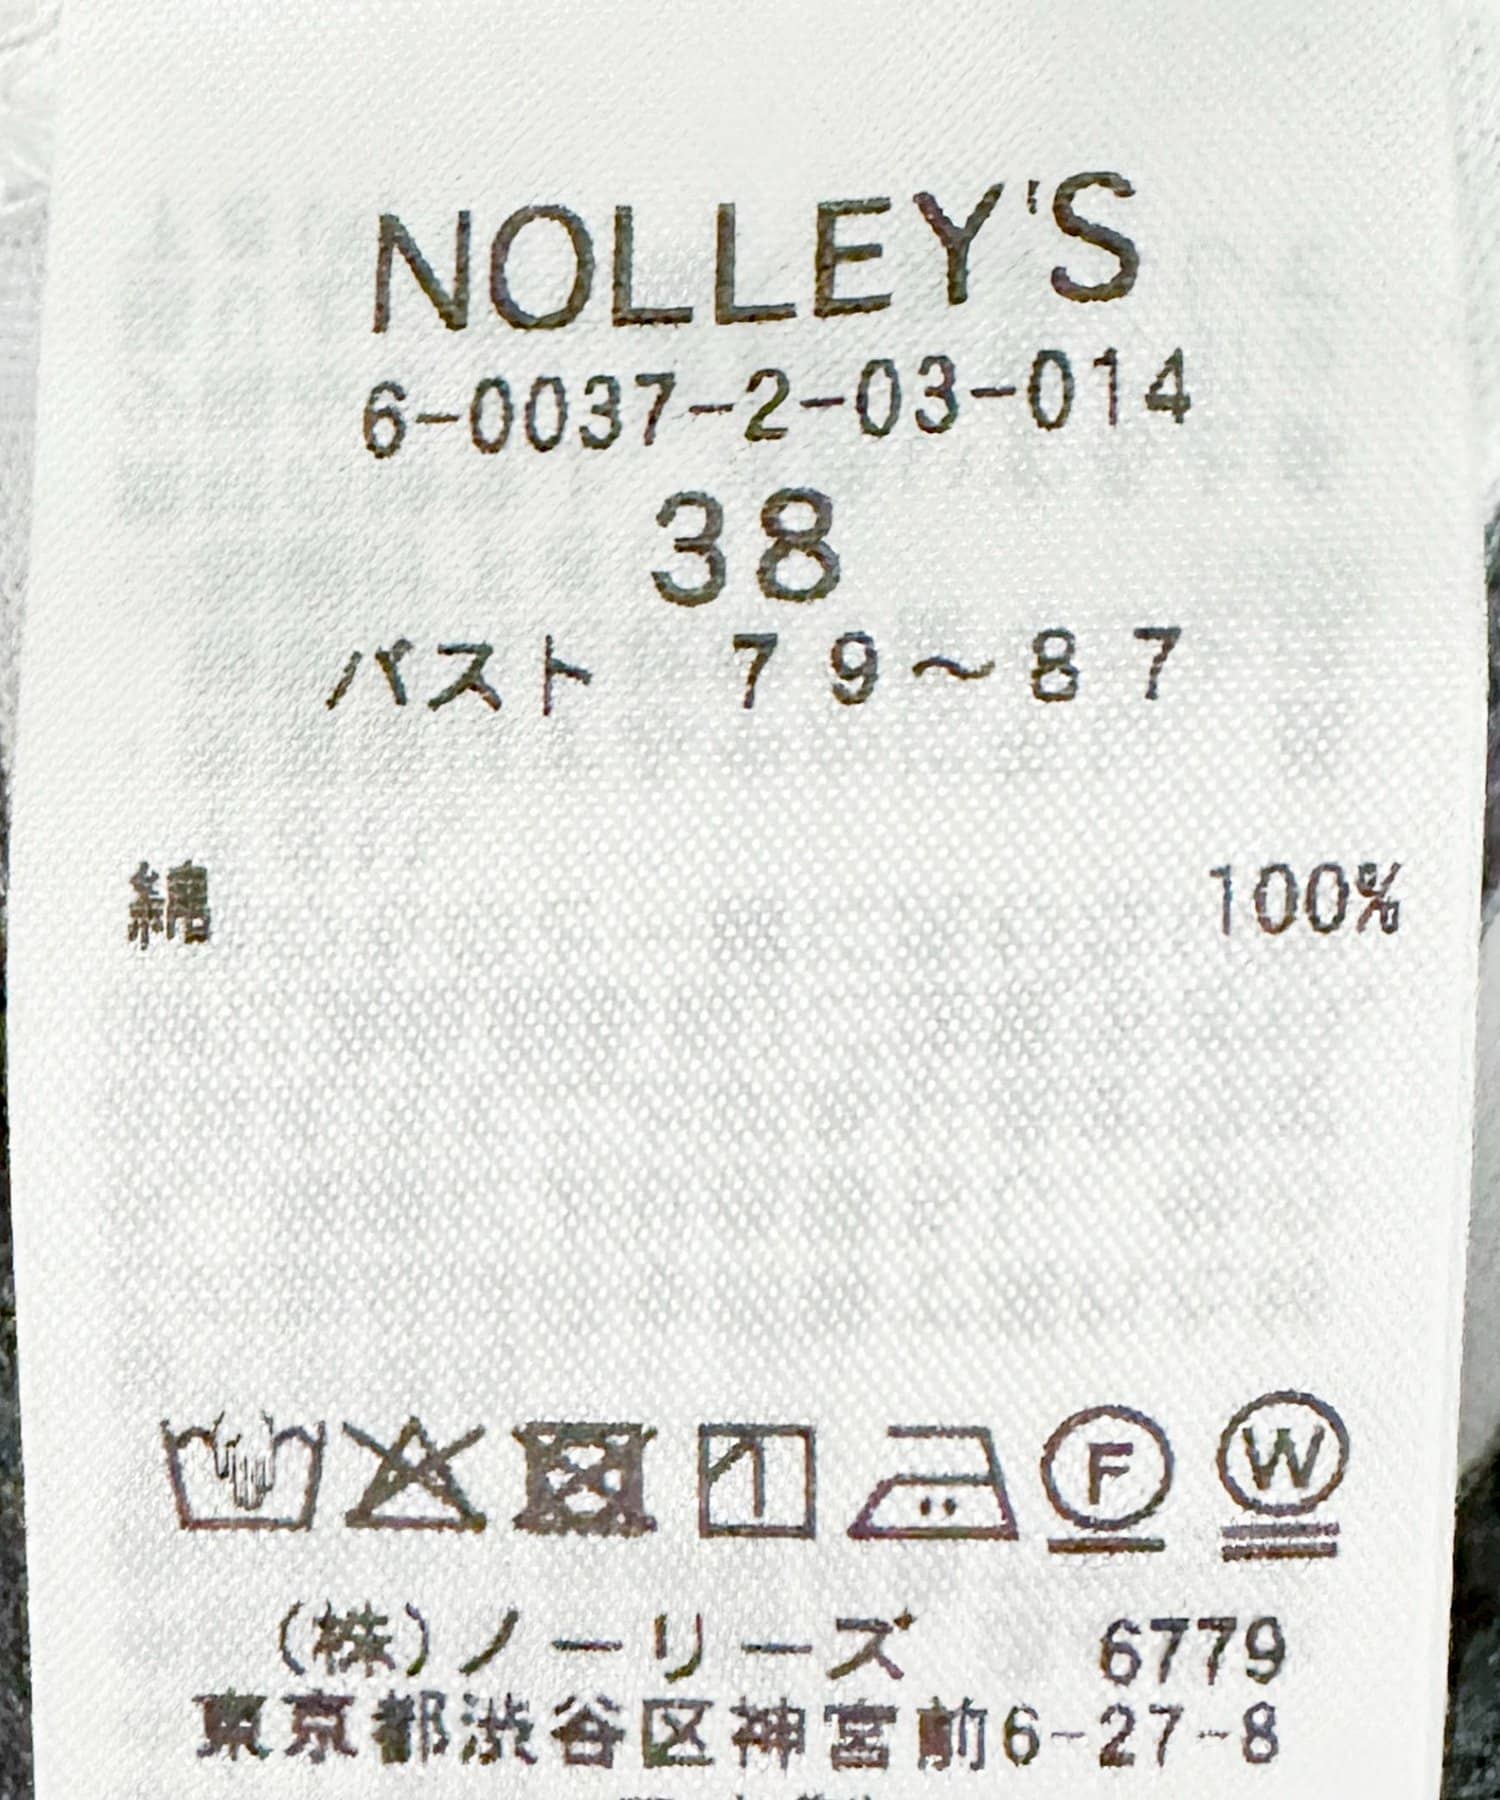 NOLLEY'S
6-0037-2-03-014
38
バスト 79～87
綿 100%
F W
(株)ノーリーズ 6779
東京都渋谷区神宮前6-27-8